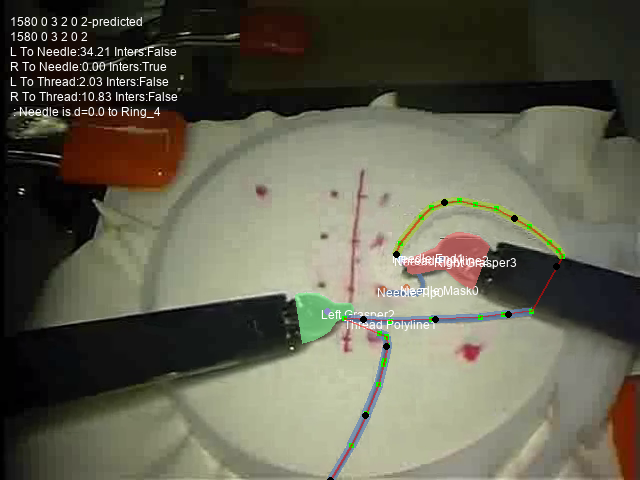 1580 0 3 2 0 2-predicted
1580 0 3 2 0 2
L To Needle:34.21 Inters:False
R To Needle:0.00 Inters:True
L To Thread:2.03 Inters:False
R To Thread:10.83 Inters:False
: Needle is d=0.0 to Ring_4
Right Grasper3
Needle Mask0
Left Grasper2
Thread Polyline1